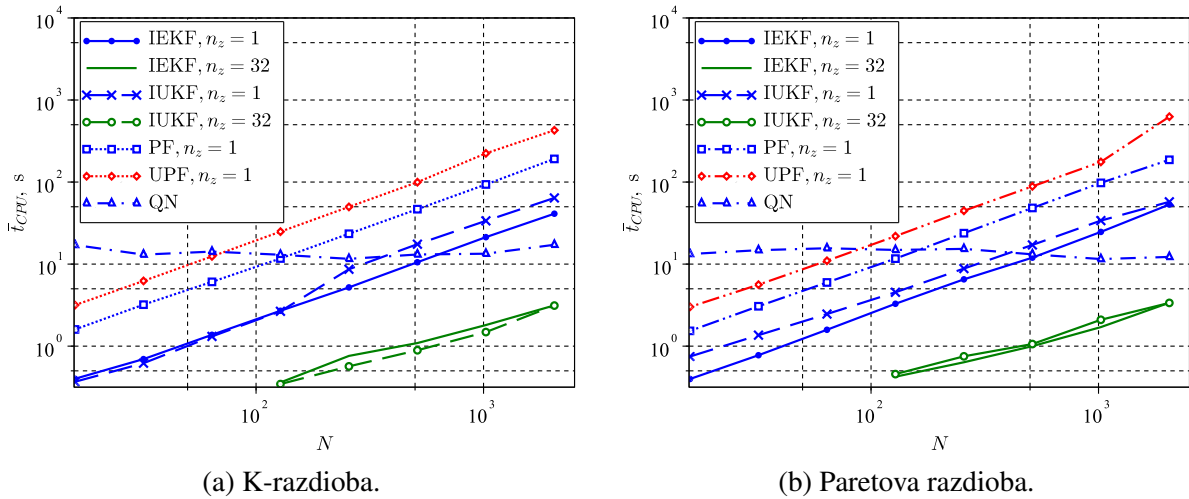 10^4
10^3
10^2
10^1
10^0
t̄_CPU, s
IEKF, n_z = 1
IEKF, n_z = 32
IUKF, n_z = 1
IUKF, n_z = 32
PF, n_z = 1
UPF, n_z = 1
QN
10^2
10^3
N
(a) K-razdioba.
10^4
10^3
10^2
10^1
10^0
t̄_CPU, s
IEKF, n_z = 1
IEKF, n_z = 32
IUKF, n_z = 1
IUKF, n_z = 32
PF, n_z = 1
UPF, n_z = 1
QN
10^2
10^3
N
(b) Paretova razdioba.